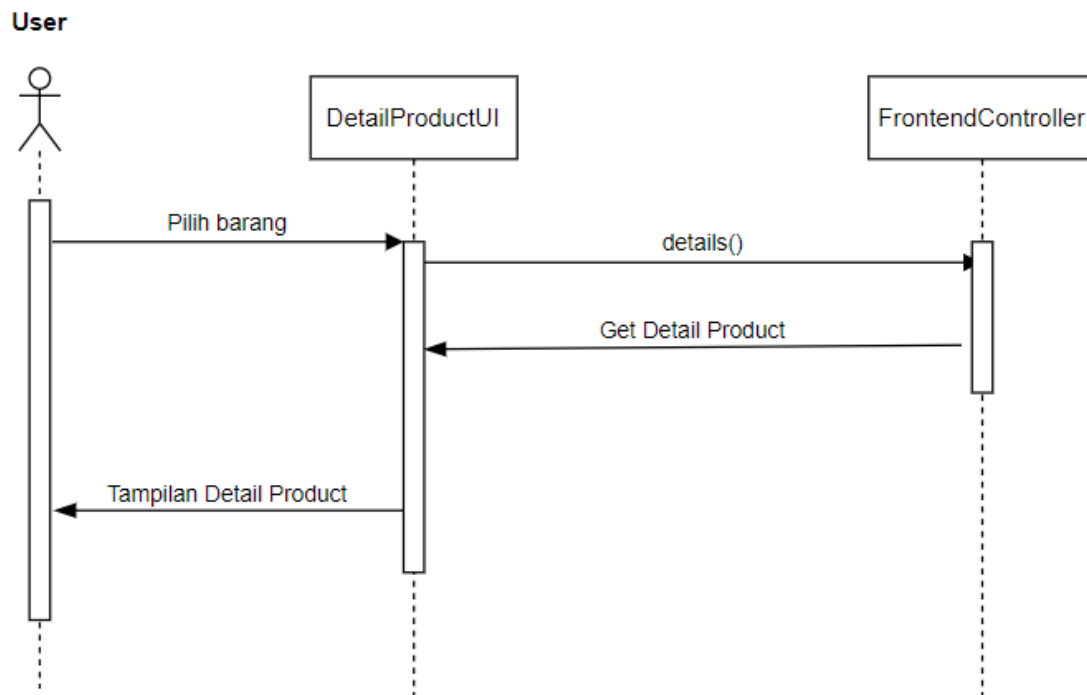 User
DetailProductUI
FrontendController
Pilih barang
details()
Get Detail Product
Tampilan Detail Product